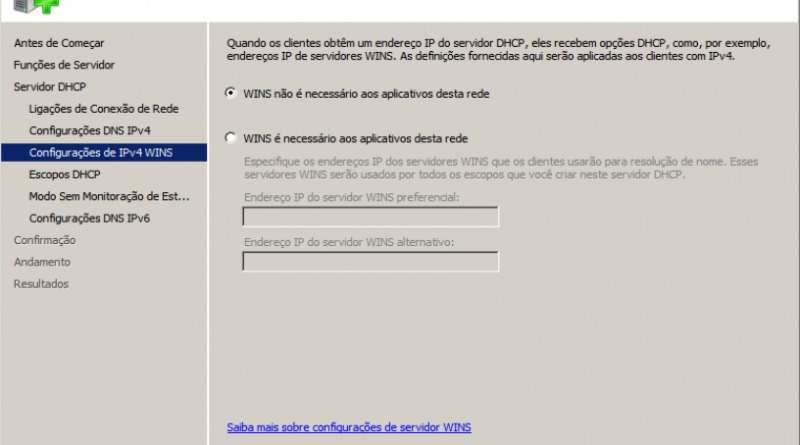 Antes de Começar
Funções de Servidor
Servidor DHCP
Ligações de Conexão de Rede
Configurações DNS IPv4
Configurações de IPv4 WINS
Escopos DHCP
Modo Sem Monitoração de Est...
Configurações DNS IPv6
Confirmação
Andamento
Resultados
Quando os clientes obtêm um endereço IP do servidor DHCP, eles recebem opções DHCP, como, por exemplo,
endereços IP de servidores WINS. As definições fornecidas aqui serão aplicadas aos clientes com IPv4.
WINS não é necessário aos aplicativos desta rede
WINS é necessário aos aplicativos desta rede
Especifique os endereços IP dos servidores WINS que os clientes usarão para resolução de nome. Esses
servidores WINS serão usados por todos os escopos que você criar neste servidor DHCP.
Endereço IP do servidor WINS preferencial:
Endereço IP do servidor WINS alternativo:
Saiba mais sobre configurações de servidor WINS